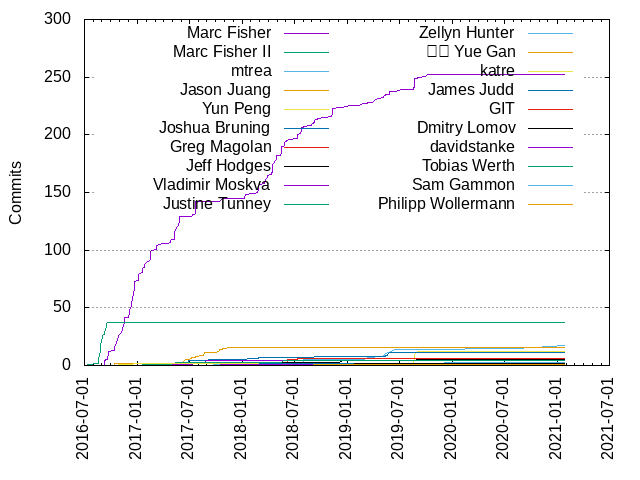 300
250
200
150
100
50
0
Commits
Marc Fisher
Marc Fisher II
mtrea
Jason Juang
Yun Peng
Joshua Bruning
Greg Magolan
Jeff Hodges
Vladimir Moskva
Justine Tunney
Zellyn Hunter
Yue Gan
katre
James Judd
GIT
Dmitry Lomov
davidstanke
Tobias Werth
Sam Gammon
Philipp Wollermann
2016-07-01
2017-01-01
2017-07-01
2018-01-01
2018-07-01
2019-01-01
2019-07-01
2020-01-01
2020-07-01
2021-01-01
2021-07-01